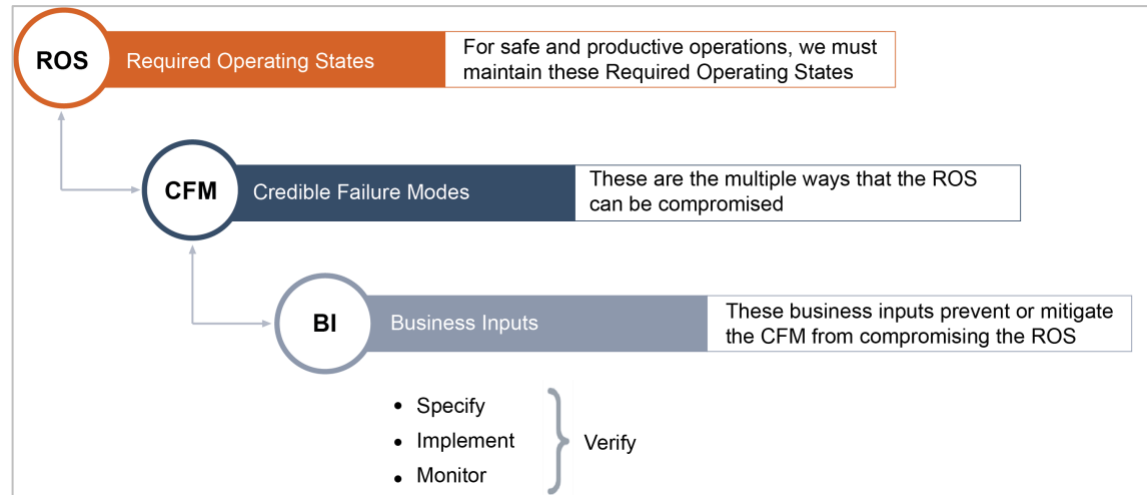 ROS
Required Operating States
For safe and productive operations, we must
maintain these Required Operating States
CFM
Credible Failure Modes
These are the multiple ways that the ROS
can be compromised
BI
Business Inputs
These business inputs prevent or mitigate
the CFM from compromising the ROS
• Specify
• Implement
• Monitor
Verify